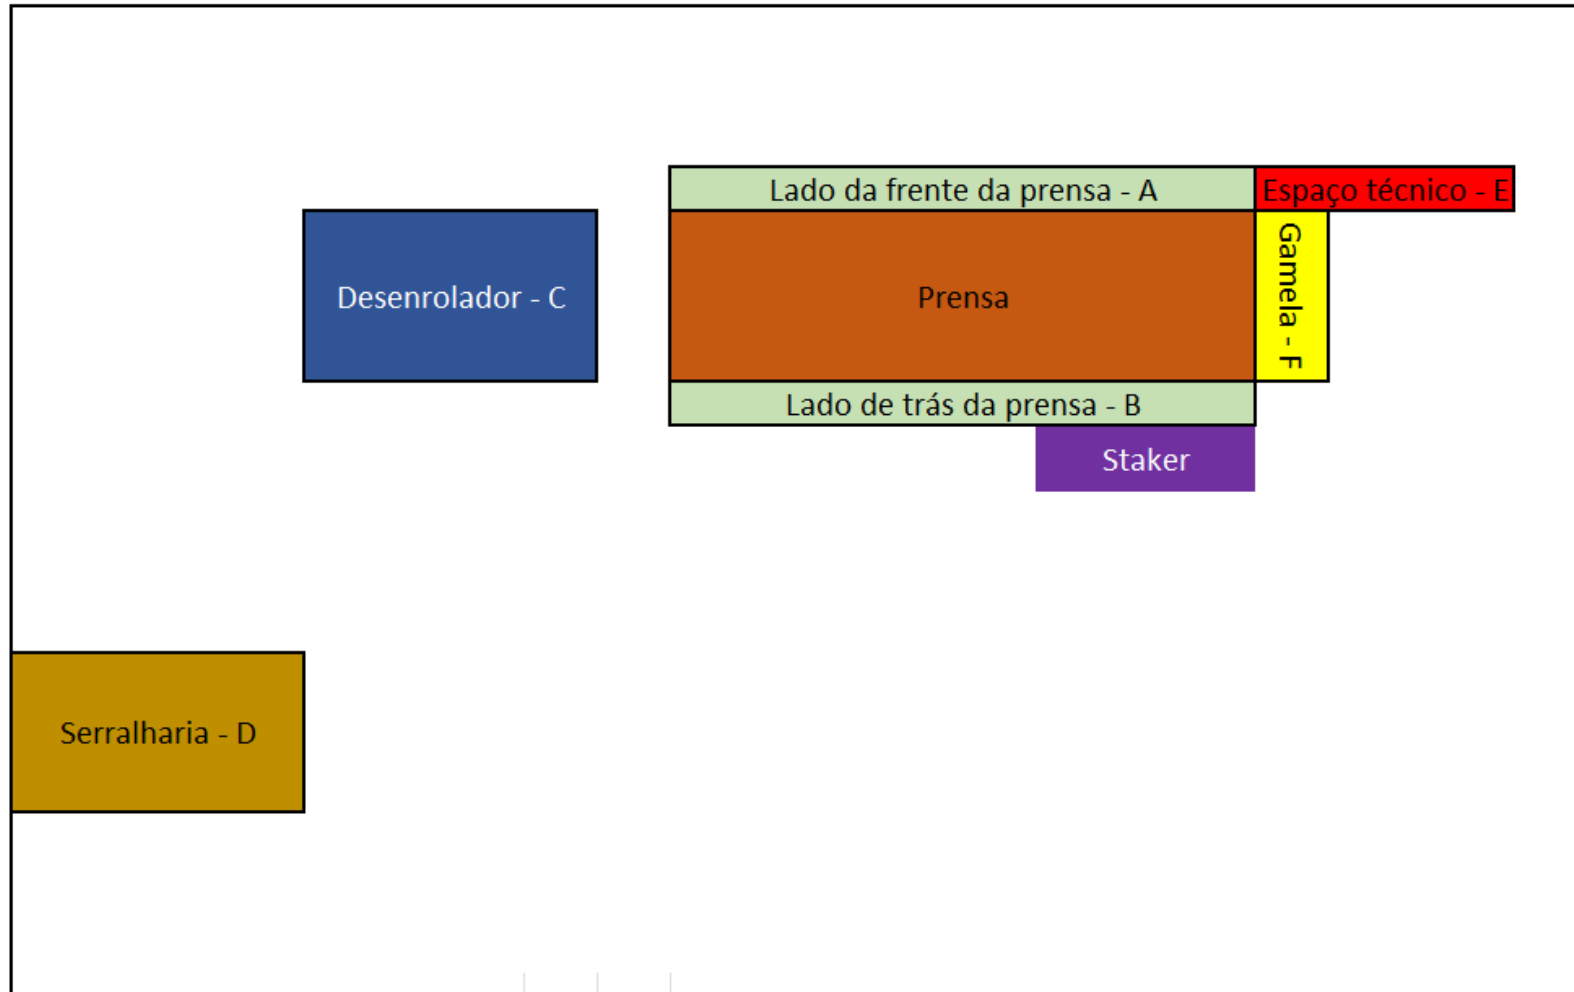 Lado da frente da prensa - A
Espaço técnico - E
Desenrolador - C
Prensa
Gamela - F
Lado de trás da prensa - B
Staker
Serralharia - D